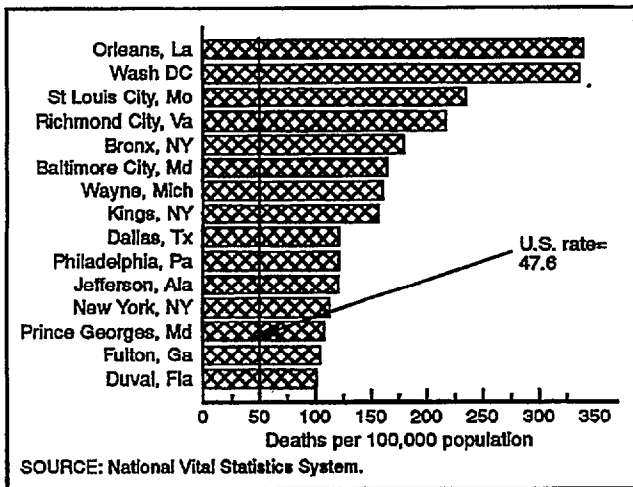 Orleans, La
Wash DC
St Louis City, Mo
Richmond City, Va
Bronx, NY
Baltimore City, Md
Wayne, Mich
Kings, NY
Dallas, Tx
Philadelphia, Pa
Jefferson, Ala
New York, NY
Prince Georges, Md
Fulton, Ga
Duval, Fla
U.S. rate=
47.6
0 50 100 150 200 250 300 350
Deaths per 100,000 population
SOURCE: National Vital Statistics System.